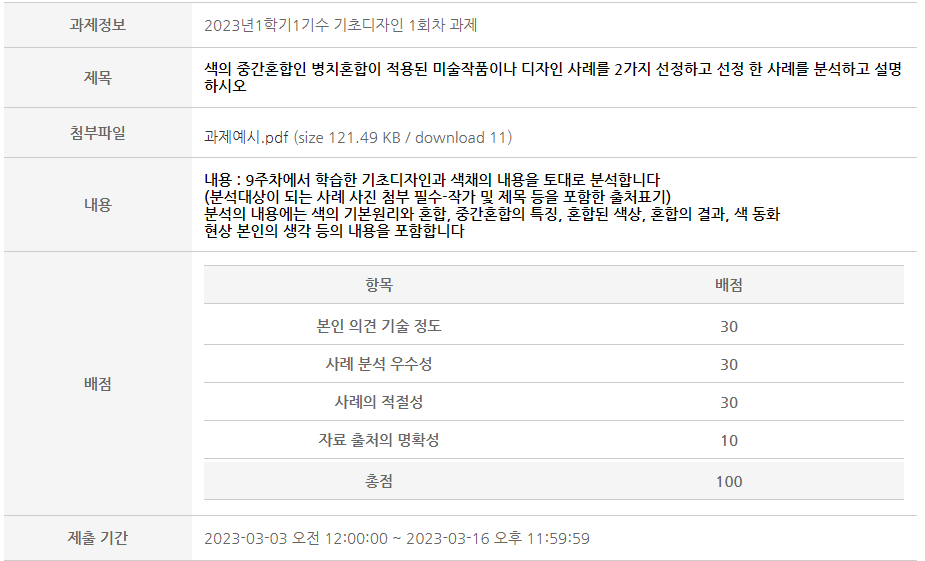 과제정보
2023년1학기1기수 기초디자인 1회차 과제
제목
색의 중간혼합인 병치혼합이 적용된 미술작품이나 디자인 사례를 2가지 선정하고 선정 한 사례를 분석하고 설명
하시오
첨부파일
과제예시.pdf (size 121.49 KB / download 11)
내용
내용 : 9주차에서 학습한 기초디자인과 색채의 내용을 토대로 분석합니다
(분석대상이 되는 사례 사진 첨부 필수-작가 및 제목 등을 포함한 출처표기)
분석의 내용에는 색의 기본원리와 혼합, 중간혼합의 특징, 혼합된 색상, 혼합의 결과, 색 동화
현상 본인의 생각 등의 내용을 포함합니다
배점
항목 배점
본인 의견 기술 정도 30
사례 분석 우수성 30
사례의 적절성 30
자료 출처의 명확성 10
총점 100
제출 기간
2023-03-03 오전 12:00:00 ~ 2023-03-16 오후 11:59:59